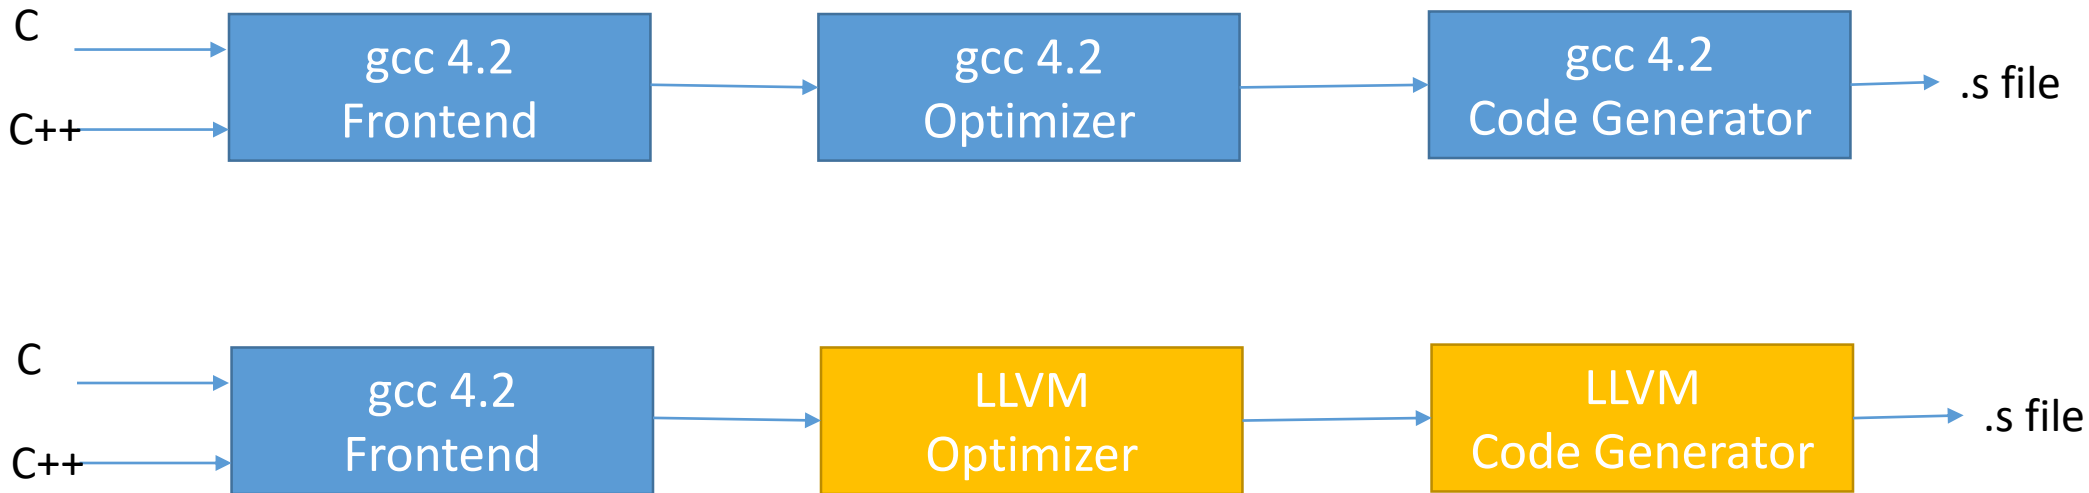 C
C++
gcc 4.2
Frontend
gcc 4.2
Optimizer
gcc 4.2
Code Generator
.s file
C
C++
gcc 4.2
Frontend
LLVM
Optimizer
LLVM
Code Generator
.s file